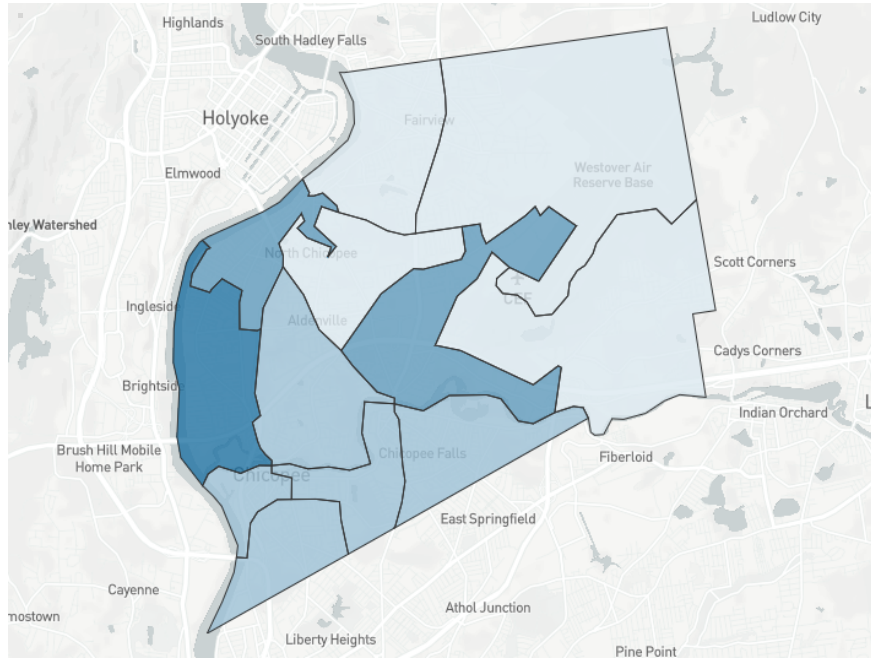 Highlands
Ludlow City
South Hadley Falls
Holyoke
Fairview
Elmwood
Westover Air
Reserve Base
nley Watershed
North Chicopee
Scott Corners
CEF
Ingleside
Aldenville
Cadys Corners
Brightside
Indian Orchard
L
Brush Hill Mobile
Home Park
Chicopee Falls
Fiberloid
Chicopee
East Springfield
Cayenne
Athol Junction
rmostown
Liberty Heights
Pine Point